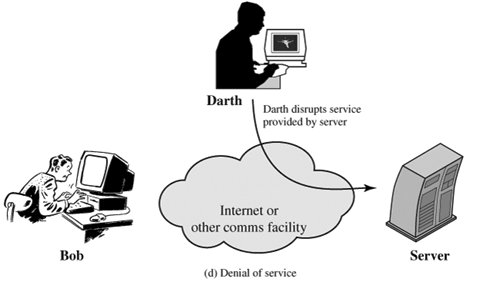 Darth
Darth disrupts service
provided by server
Internet or
other comms facility
Bob
Server
(d) Denial of service